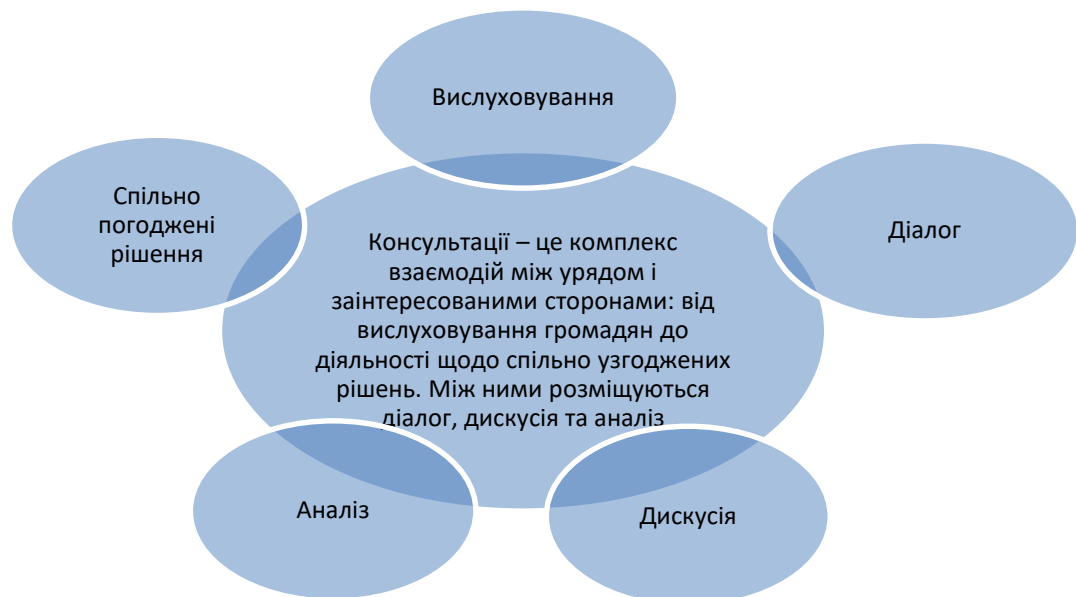 Вислуховування
Спільно
погоджені
рішення
Діалог
Консультації – це комплекс
взаємодій між урядом і
заінтересованими сторонами: від
вислуховування громадян до
діяльності щодо спільно узгоджених
рішень. Між ними розміщуються
діалог, дискусія та аналіз
Аналіз
Дискусія